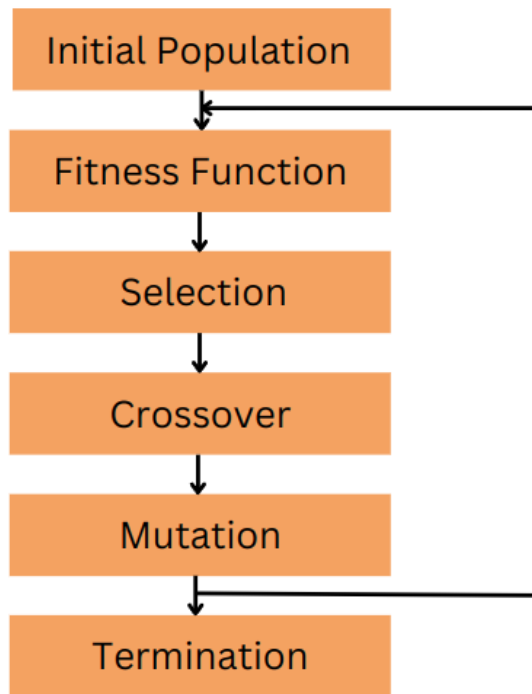 Initial Population
Fitness Function
Selection
Crossover
Mutation
Termination